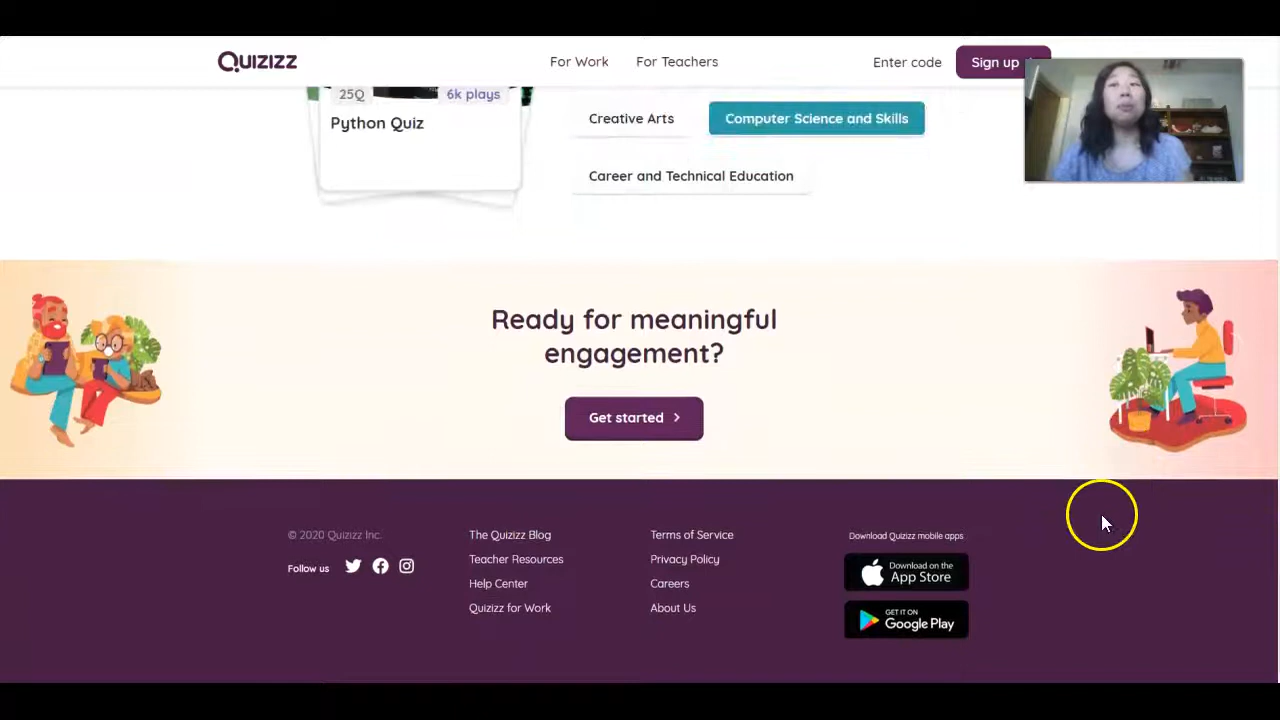 Quizizz
For Work
For Teachers
Enter code
Sign up
25Q
6k plays
Python Quiz
Creative Arts
Computer Science and Skills
Career and Technical Education
Ready for meaningful
engagement?
Get started
© 2020 Quizizz Inc.
Follow us
The Quizizz Blog
Teacher Resources
Help Center
Quizizz for Work
Terms of Service
Privacy Policy
Careers
About Us
Download Quizizz mobile apps
Download on the
App Store
GET IT ON
Google Play